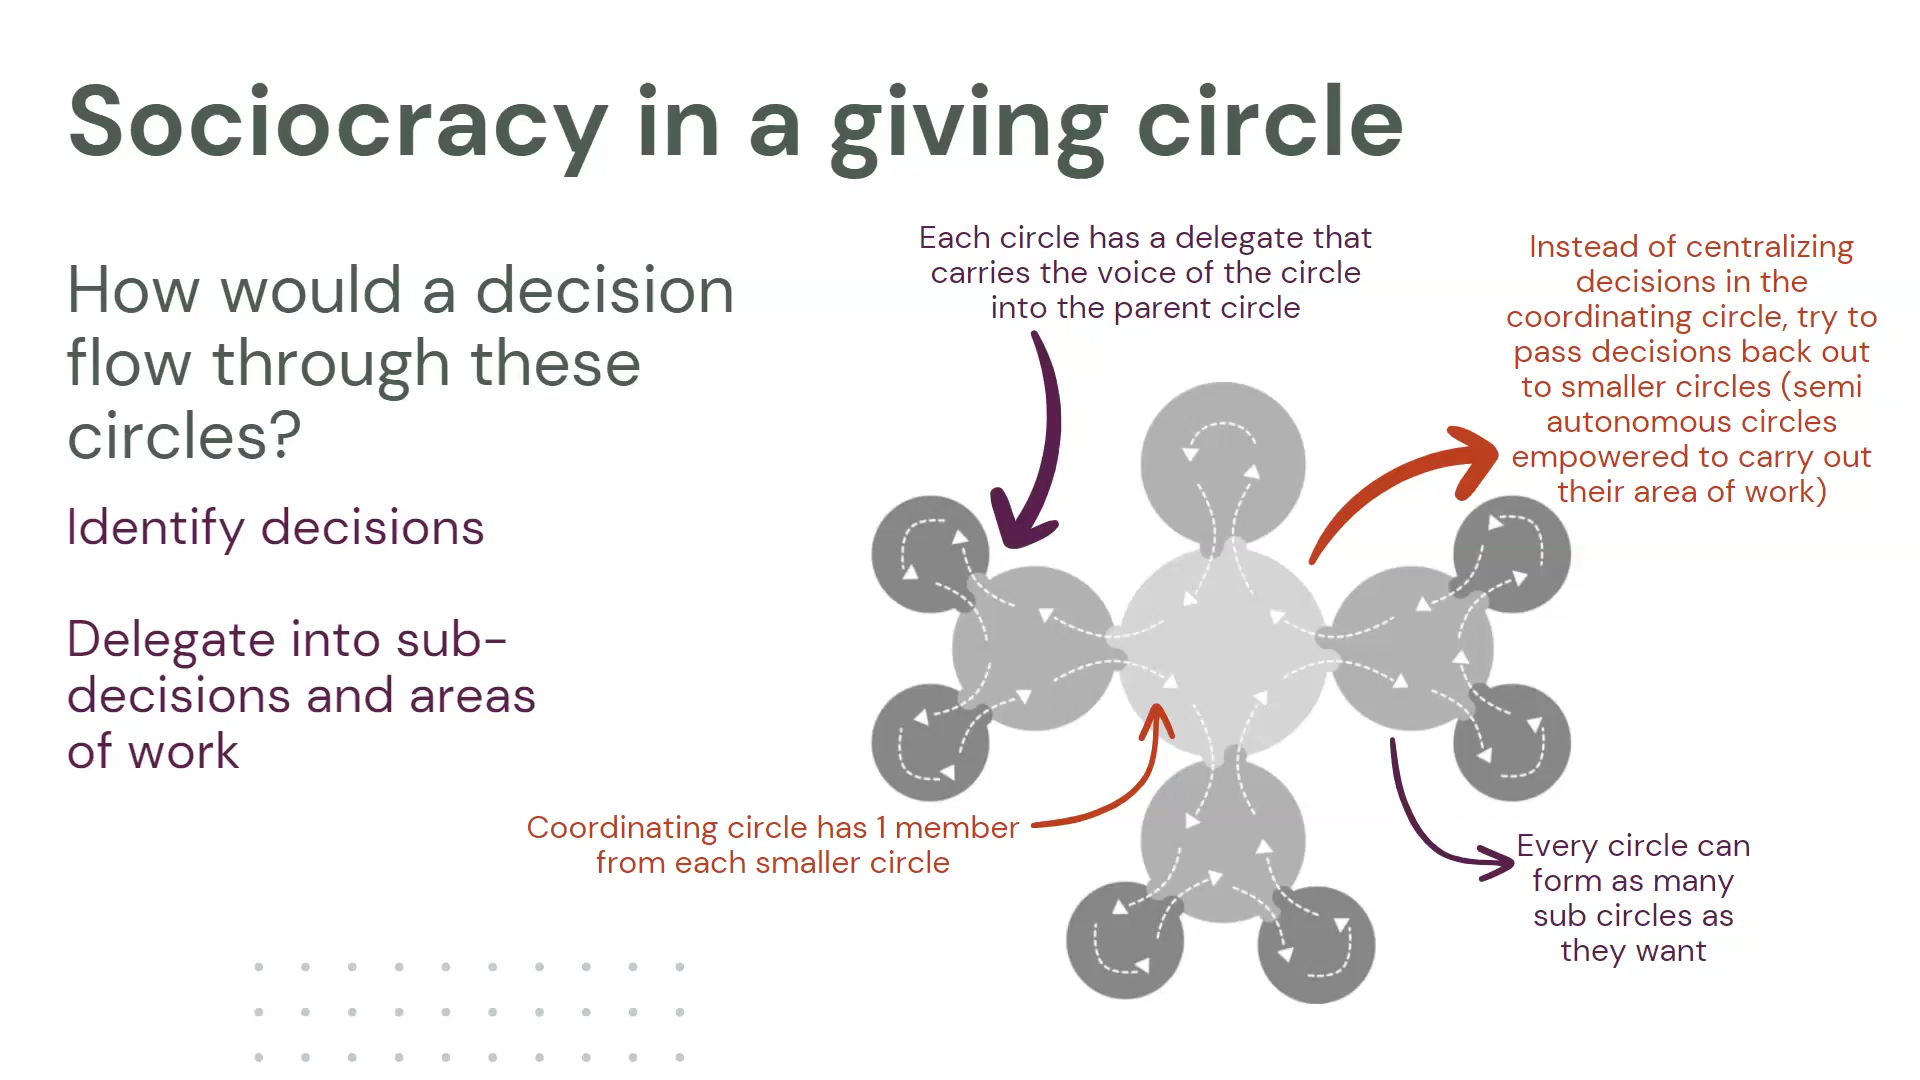 Sociocracy in a giving circle
How would a decision
flow through these
circles?
Identify decisions
Delegate into sub-
decisions and areas
of work
Each circle has a delegate that
carries the voice of the circle
into the parent circle
Instead of centralizing
decisions in the
coordinating circle, try to
pass decisions back out
to smaller circles (semi
autonomous circles
empowered to carry out
their area of work)
Coordinating circle has 1 member
from each smaller circle
Every circle can
form as many
sub circles as
they want